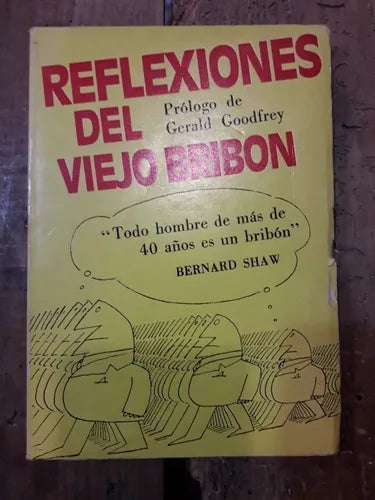 REFLEXIONES
DEL
Prólogo de
Gerald Goodfrey
VIEJO BRIBON
“Todo hombre de más de
40 años es un bribón”
BERNARD SHAW